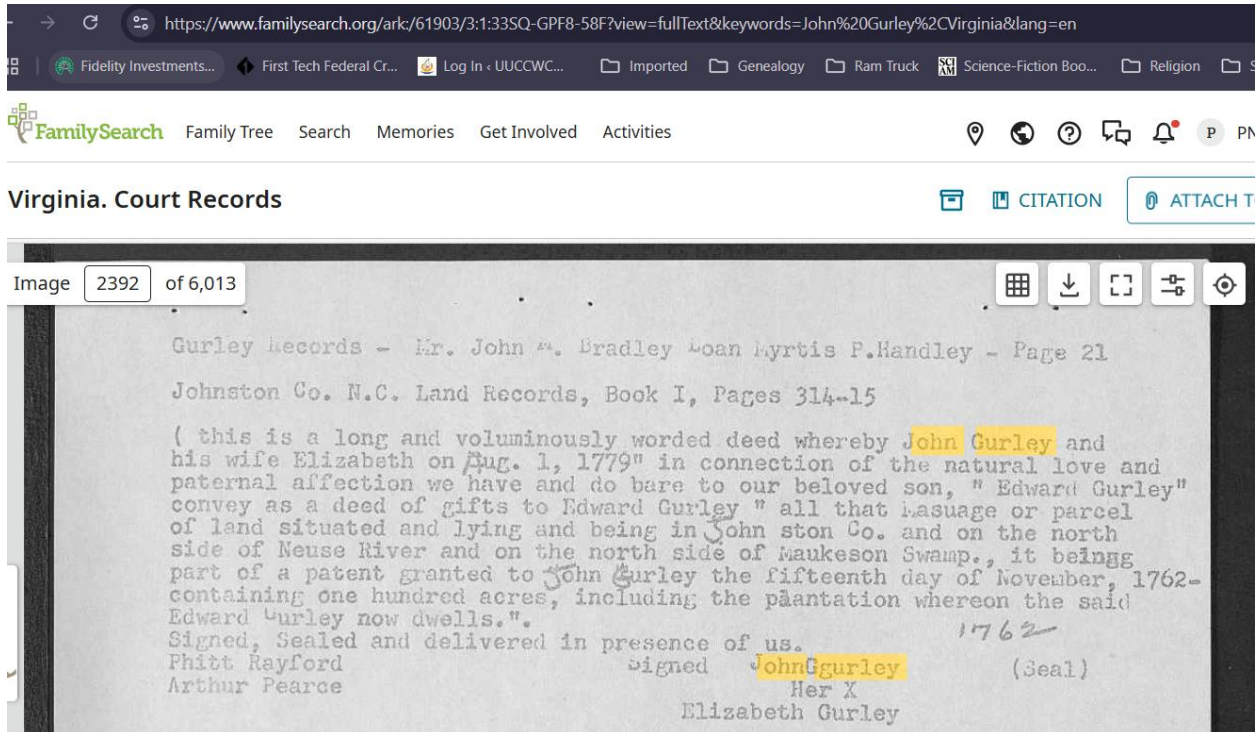 https://www.familysearch.org/ark:/61903/3:1:33SQ-GPF8-58F?view=fullText&keywords=John%20Gurley%2CVirginia&lang=en
Fidelity Investments... First Tech Federal Cr... Log In ‹ UUCCWC... Imported Genealogy Ram Truck Science-Fiction Boo... Religion
FamilySearch Family Tree Search Memories Get Involved Activities P PN
Virginia. Court Records CITATION ATTACH T
Image 2392 of 6,013
Gurley Records - Mr. John M. Bradley Loan Myrtis P.Handley - Page 21
Johnston Co. N.C. Land Records, Book I, Pages 314-15
( this is a long and voluminously worded deed whereby John Gurley and
his wife Elizabeth on Aug. 1, 1779" in connection of the natural love and
paternal affection we have and do bare to our beloved son, " Edward Gurley"
convey as a deed of gifts to Edward Gurley " all that Masuage or parcel
of land situated and lying and being in John ston Co. and on the north
side of Neuse River and on the north side of Maukeson Swamp., it beingg
part of a patent granted to John Gurley the fifteenth day of November, 1762-
containing one hundred acres, including the plantation whereon the said
Edward Gurley now dwells.".
1762
Signed, Sealed and delivered in presence of us.
Phitt Rayford Signed JohnGgurley (Seal)
Arthur Pearce Her X
Elizabeth Gurley